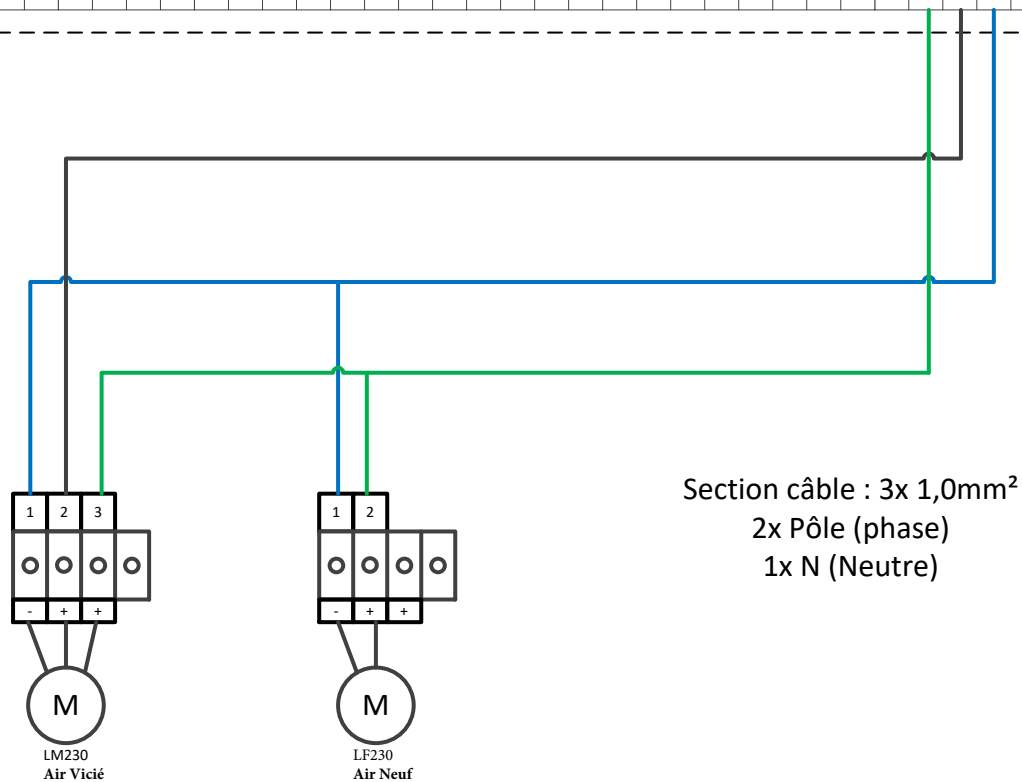 1 2 3
1 2
Section câble : 3x 1,0mm²
2x Pôle (phase)
1x N (Neutre)
- + +
- + +
M
M
LM230
Air Vicié
LF230
Air Neuf